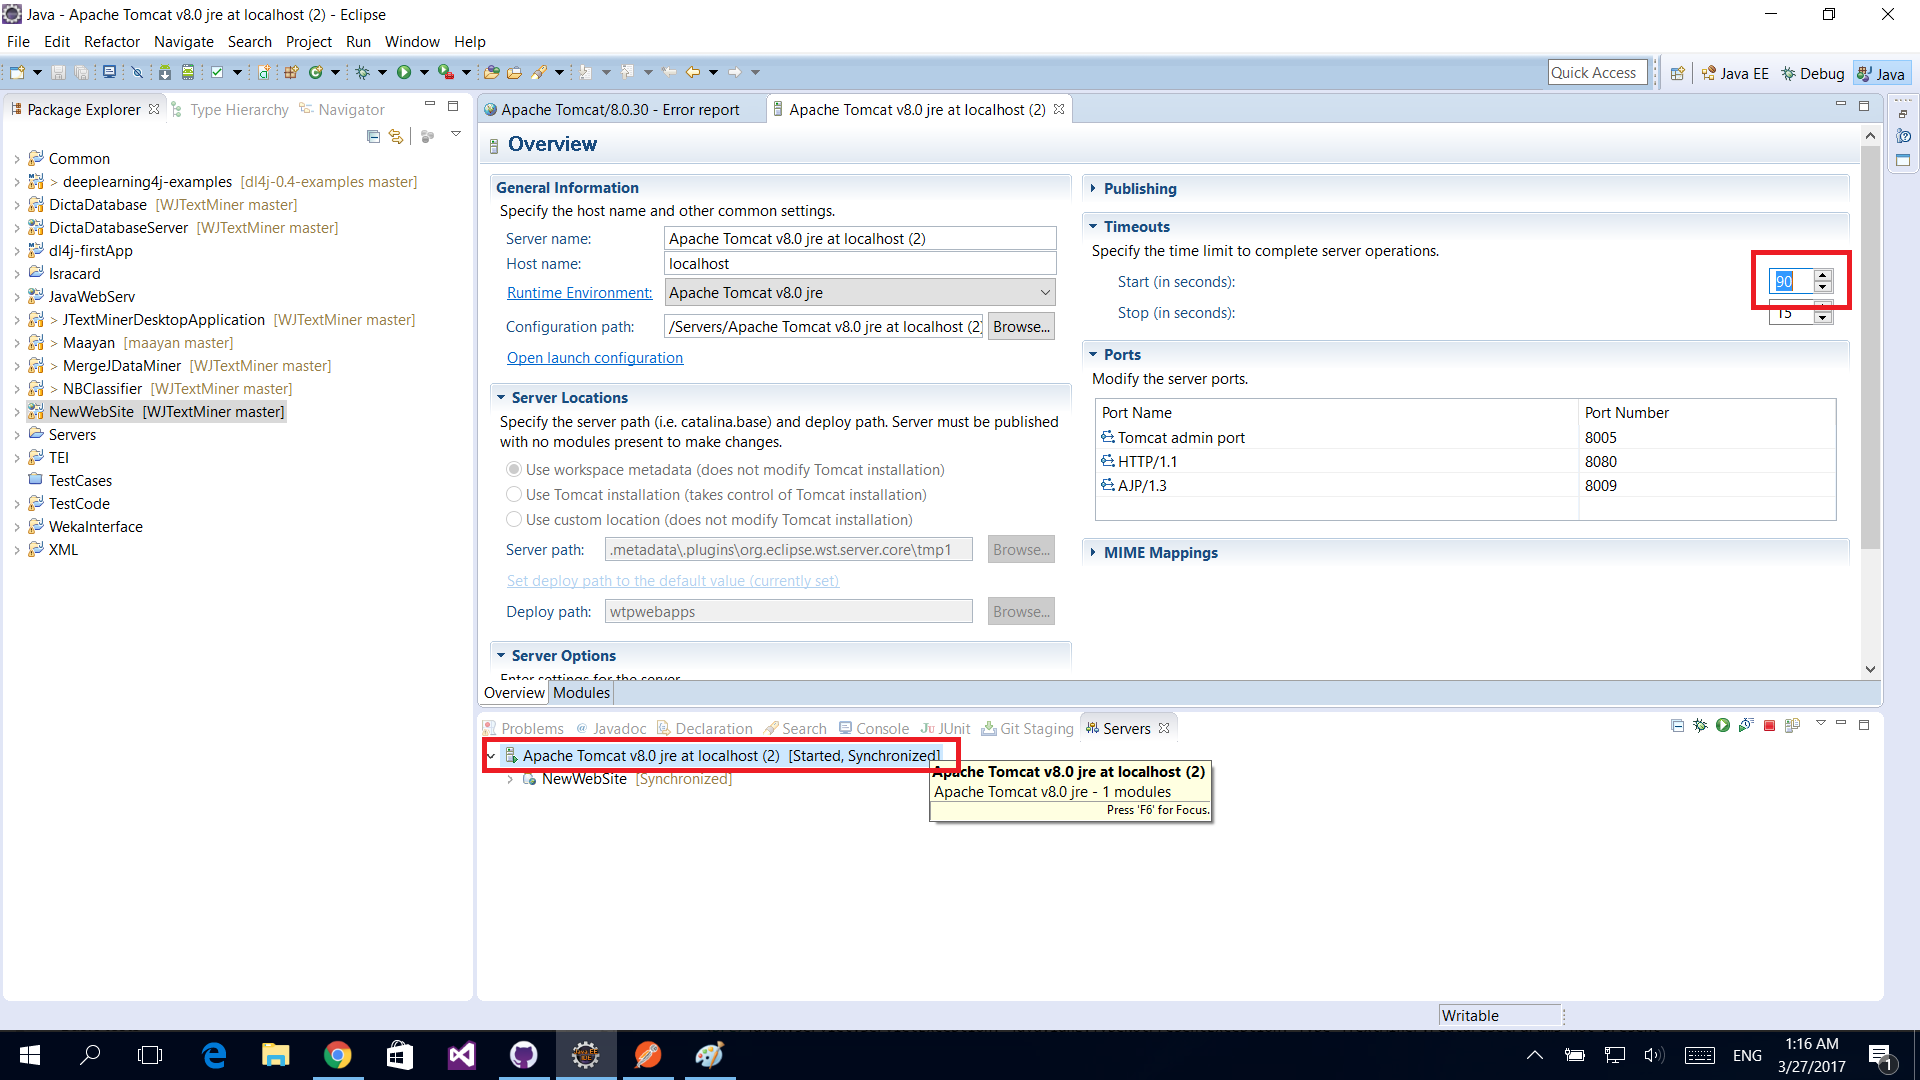 Java - Apache Tomcat v8.0 jre at localhost (2) - Eclipse
File Edit Refactor Navigate Search Project Run Window Help
Quick Access Java EE Debug Java
Package Explorer Type Hierarchy Navigator
Common
> deeplearning4j-examples [dl4j-0.4-examples master]
DictaDatabase [WJTextMiner master]
DictaDatabaseServer [WJTextMiner master]
dl4j-firstApp
Isracard
JavaWebServ
> JTextMinerDesktopApplication [WJTextMiner master]
> Maayan [maayan master]
> MergeJDataMiner [WJTextMiner master]
> NBClassifier [WJTextMiner master]
NewWebSite [WJTextMiner master]
Servers
TEI
TestCases
TestCode
WekaInterface
XML
Apache Tomcat/8.0.30 - Error report Apache Tomcat v8.0 jre at localhost (2)
Overview
General Information
Specify the host name and other common settings.
Server name: Apache Tomcat v8.0 jre at localhost (2)
Host name: localhost
Runtime Environment: Apache Tomcat v8.0 jre
Configuration path: /Servers/Apache Tomcat v8.0 jre at localhost (2) Browse...
Open launch configuration
Server Locations
Specify the server path (i.e. catalina.base) and deploy path. Server must be published
with no modules present to make changes.
Use workspace metadata (does not modify Tomcat installation)
Use Tomcat installation (takes control of Tomcat installation)
Use custom location (does not modify Tomcat installation)
Server path: .metadata\.plugins\org.eclipse.wst.server.core\tmp1 Browse...
Set deploy path to the default value (currently set)
Deploy path: wtpwebapps Browse...
Server Options
Enter settings for the server.
Publishing
Timeouts
Specify the time limit to complete server operations.
Start (in seconds): 90
Stop (in seconds): 15
Ports
Modify the server ports.
Port Name Port Number
Tomcat admin port 8005
HTTP/1.1 8080
AJP/1.3 8009
MIME Mappings
Overview Modules
Problems Javadoc Declaration Search Console JUnit Git Staging Servers
Apache Tomcat v8.0 jre at localhost (2) [Started, Synchronized]
NewWebSite [Synchronized]
Apache Tomcat v8.0 jre at localhost (2)
Apache Tomcat v8.0 jre - 1 modules
Press 'F6' for Focus.
Writable
ENG
1:16 AM
3/27/2017
1